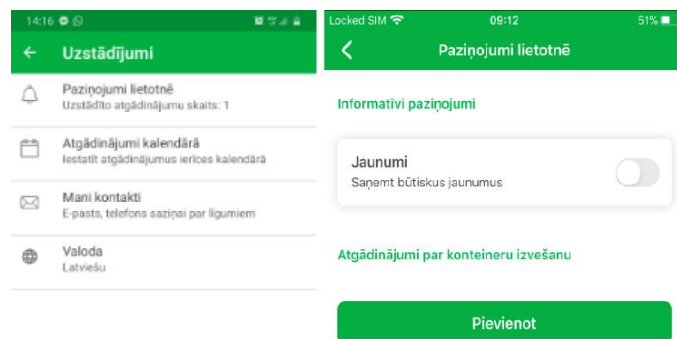 14:16
Uzstādījumi
Paziņojumi lietotnē
Uzstādīto atgādinājumu skaits: 1
Atgādinājumi kalendārā
Iestatīt atgādinājumus ierīces kalendārā
Mani kontakti
E-pasts, telefons saziņai par līgumiem
Valoda
Latviešu
Locked SIM 09:12 51%
Paziņojumi lietotnē
Informatīvi paziņojumi
Jaunumi
Saņemt būtiskus jaunumus
Atgādinājumi par konteineru izvešanu
Pievienot